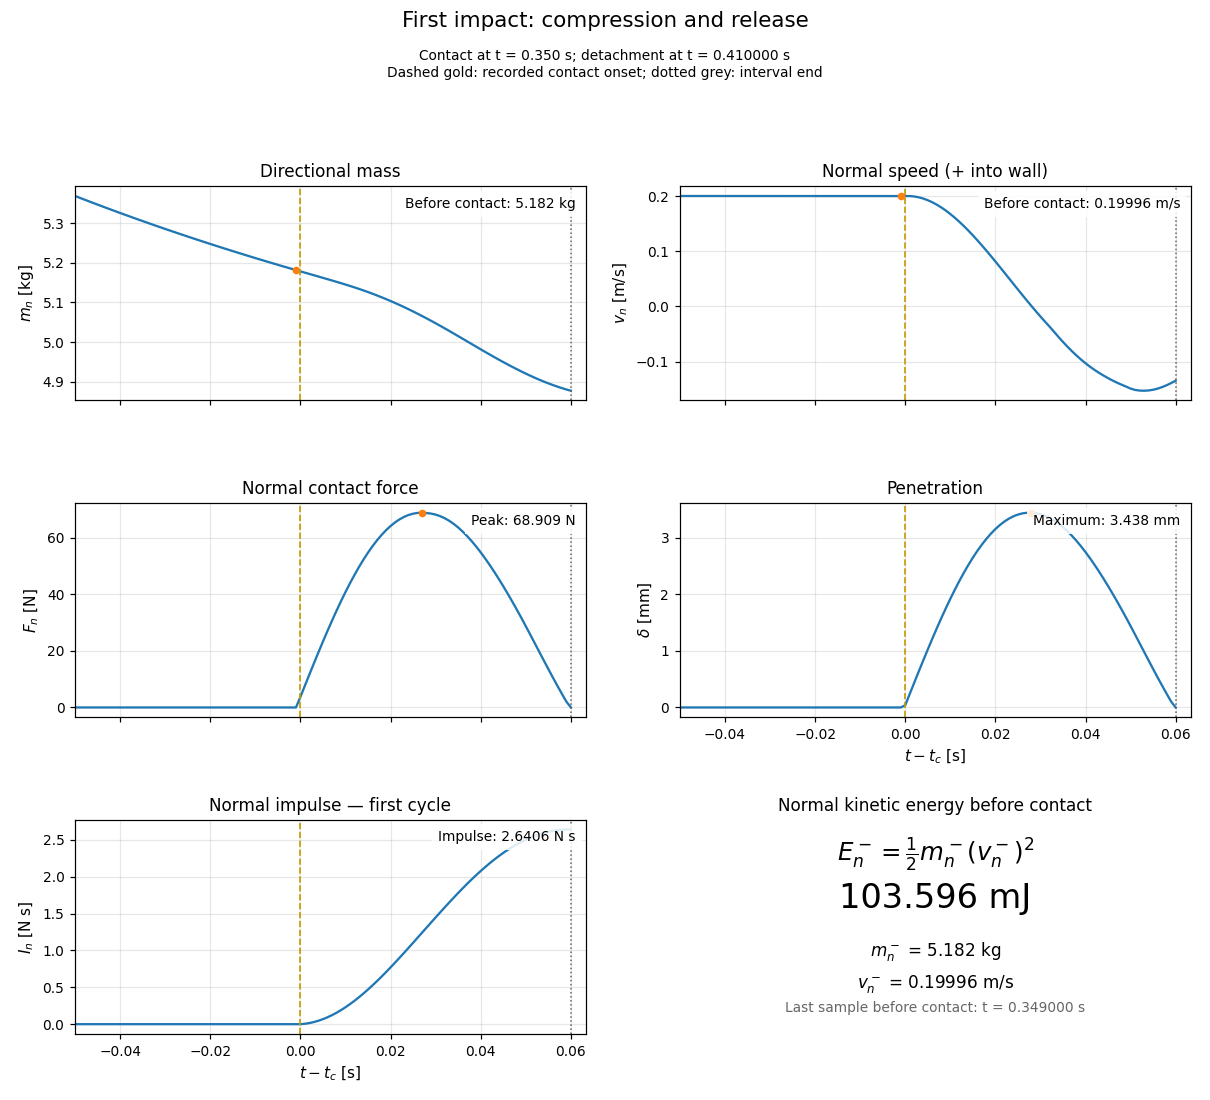 First impact: compression and release
Contact at t = 0.350 s; detachment at t = 0.410000 s
Dashed gold: recorded contact onset; dotted grey: interval end
Directional mass
Before contact: 5.182 kg
5.3
5.2
5.1
5.0
4.9
m_n [kg]
Normal speed (+ into wall)
Before contact: 0.19996 m/s
0.2
0.1
0.0
−0.1
v_n [m/s]
Normal contact force
Peak: 68.909 N
60
40
20
0
F_n [N]
Penetration
Maximum: 3.438 mm
3
2
1
0
δ [mm]
−0.04 −0.02 0.00 0.02 0.04 0.06
t − t_c [s]
Normal impulse — first cycle
Impulse: 2.6406 N s
2.5
2.0
1.5
1.0
0.5
0.0
I_n [N s]
−0.04 −0.02 0.00 0.02 0.04 0.06
t − t_c [s]
Normal kinetic energy before contact
E_n^− = 1/2 m_n^− (v_n^−)^2
103.596 mJ
m_n^− = 5.182 kg
v_n^− = 0.19996 m/s
Last sample before contact: t = 0.349000 s